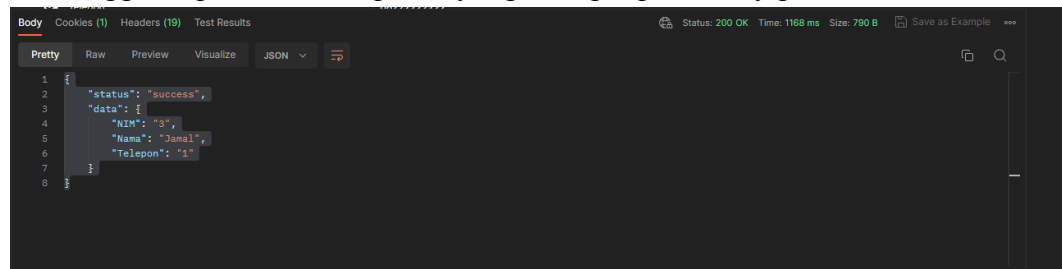 Body Cookies (1) Headers (19) Test Results Status: 200 OK Time: 1168 ms Size: 790 B Save as Example
Pretty Raw Preview Visualize JSON
1 {
2 "status": "success",
3 "data": {
4 "NIM": "3",
5 "Nama": "Jamal",
6 "Telepon": "1"
7 }
8 }